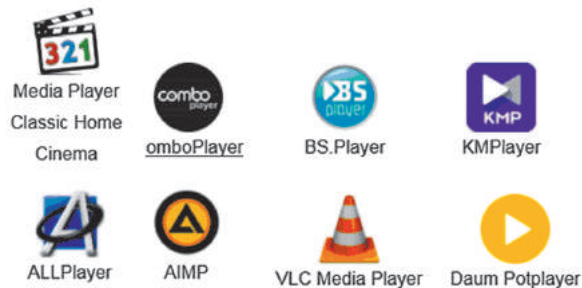 321
Media Player
Classic Home
Cinema
combo
player
omboPlayer
BS
player
BS.Player
KMP
KMPlayer
ALLPlayer
AIMP
VLC Media Player
Daum Potplayer